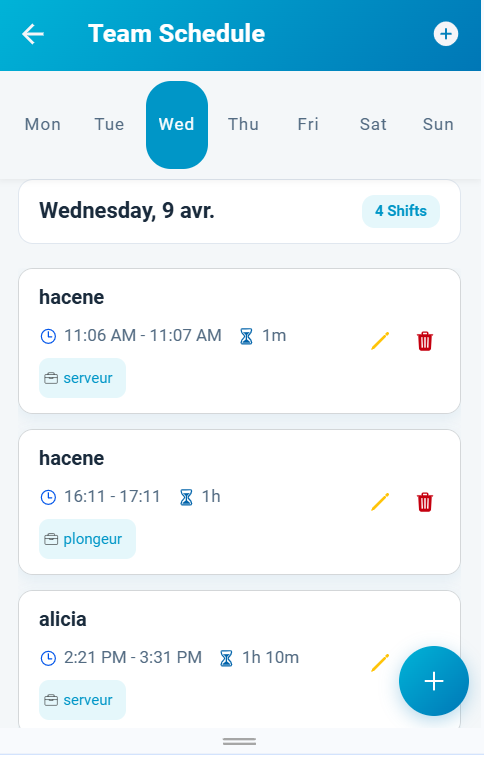 Team Schedule
Mon Tue Wed Thu Fri Sat Sun
Wednesday, 9 avr.
4 Shifts
hacene
11:06 AM - 11:07 AM 1m
serveur
hacene
16:11 - 17:11 1h
plongeur
alicia
2:21 PM - 3:31 PM 1h 10m
serveur